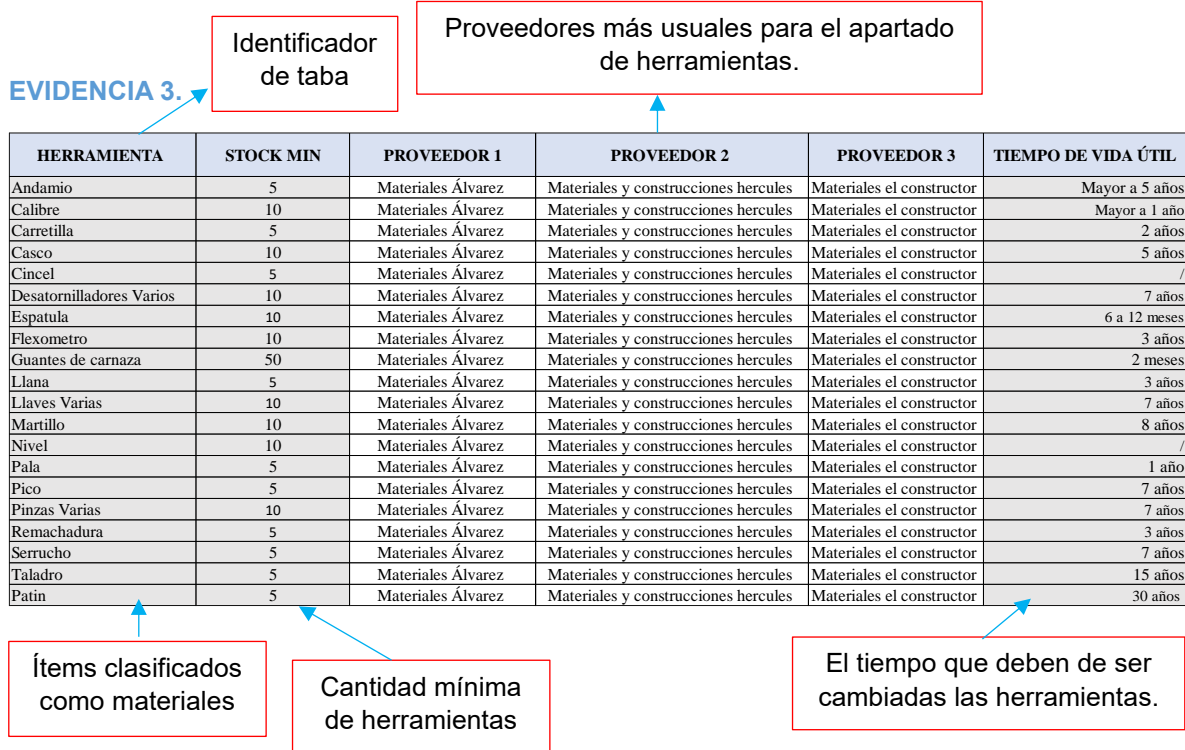 Identificador
de taba
Proveedores más usuales para el apartado
de herramientas.
EVIDENCIA 3.
HERRAMIENTA STOCK MIN PROVEEDOR 1 PROVEEDOR 2 PROVEEDOR 3 TIEMPO DE VIDA ÚTIL
Andamio 5 Materiales Álvarez Materiales y construcciones hercules Materiales el constructor Mayor a 5 años
Calibre 10 Materiales Álvarez Materiales y construcciones hercules Materiales el constructor Mayor a 1 año
Carretilla 5 Materiales Álvarez Materiales y construcciones hercules Materiales el constructor 2 años
Casco 10 Materiales Álvarez Materiales y construcciones hercules Materiales el constructor 5 años
Cincel 5 Materiales Álvarez Materiales y construcciones hercules Materiales el constructor /
Desatornilladores Varios 10 Materiales Álvarez Materiales y construcciones hercules Materiales el constructor 7 años
Espatula 10 Materiales Álvarez Materiales y construcciones hercules Materiales el constructor 6 a 12 meses
Flexometro 10 Materiales Álvarez Materiales y construcciones hercules Materiales el constructor 3 años
Guantes de carnaza 50 Materiales Álvarez Materiales y construcciones hercules Materiales el constructor 2 meses
Llana 5 Materiales Álvarez Materiales y construcciones hercules Materiales el constructor 3 años
Llaves Varias 10 Materiales Álvarez Materiales y construcciones hercules Materiales el constructor 7 años
Martillo 10 Materiales Álvarez Materiales y construcciones hercules Materiales el constructor 8 años
Nivel 10 Materiales Álvarez Materiales y construcciones hercules Materiales el constructor /
Pala 5 Materiales Álvarez Materiales y construcciones hercules Materiales el constructor 1 año
Pico 5 Materiales Álvarez Materiales y construcciones hercules Materiales el constructor 7 años
Pinzas Varias 10 Materiales Álvarez Materiales y construcciones hercules Materiales el constructor 7 años
Remachadura 5 Materiales Álvarez Materiales y construcciones hercules Materiales el constructor 3 años
Serrucho 5 Materiales Álvarez Materiales y construcciones hercules Materiales el constructor 7 años
Taladro 5 Materiales Álvarez Materiales y construcciones hercules Materiales el constructor 15 años
Patin 5 Materiales Álvarez Materiales y construcciones hercules Materiales el constructor 30 años
Ítems clasificados
como materiales
Cantidad mínima
de herramientas
El tiempo que deben de ser
cambiadas las herramientas.